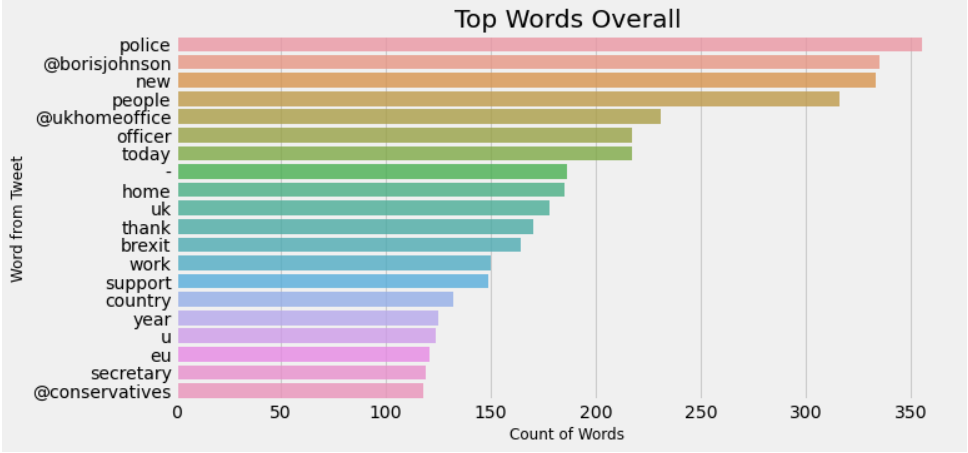 Top Words Overall
Word from Tweet
police
@borisjohnson
new
people
@ukhomeoffice
officer
today
-
home
uk
thank
brexit
work
support
country
year
u
eu
secretary
@conservatives
0 50 100 150 200 250 300 350
Count of Words